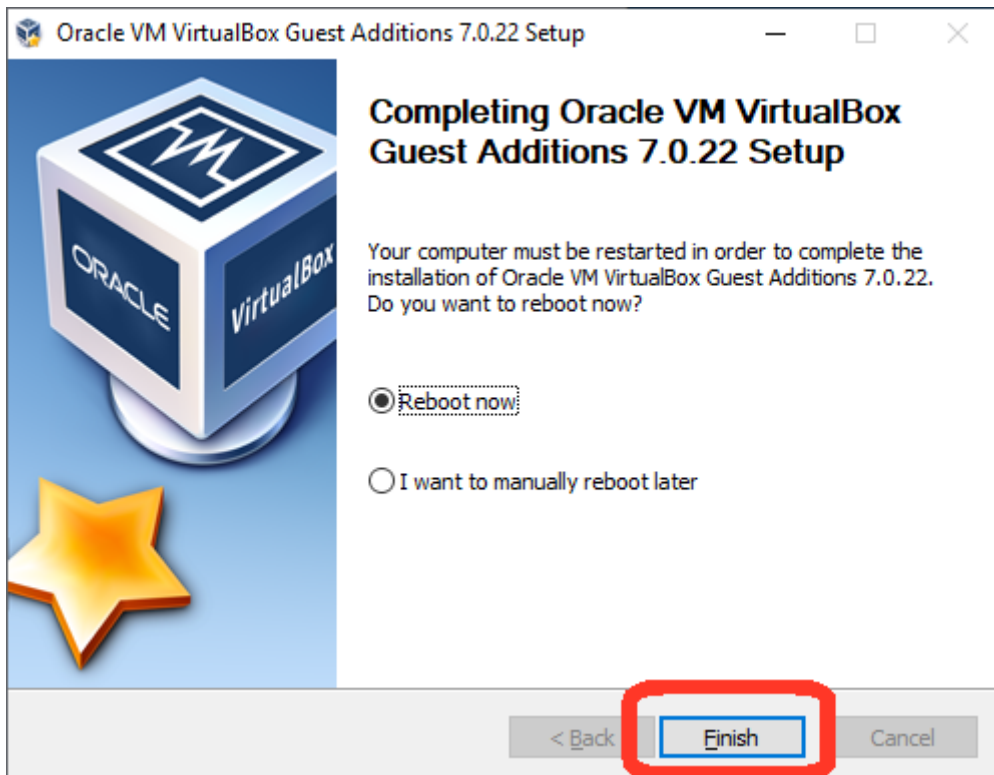 Oracle VM VirtualBox Guest Additions 7.0.22 Setup
Completing Oracle VM VirtualBox
Guest Additions 7.0.22 Setup
ORACLE
VirtualBox
Your computer must be restarted in order to complete the
installation of Oracle VM VirtualBox Guest Additions 7.0.22.
Do you want to reboot now?
Reboot now
I want to manually reboot later
< Back
Finish
Cancel